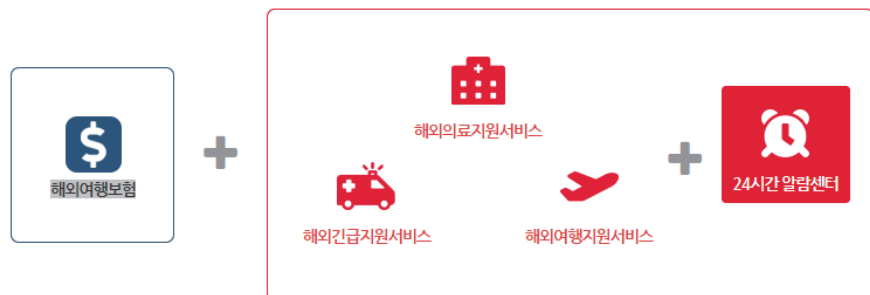 해외의료지원서비스
해외여행보험
24시간 알람센터
해외긴급지원서비스
해외여행지원서비스